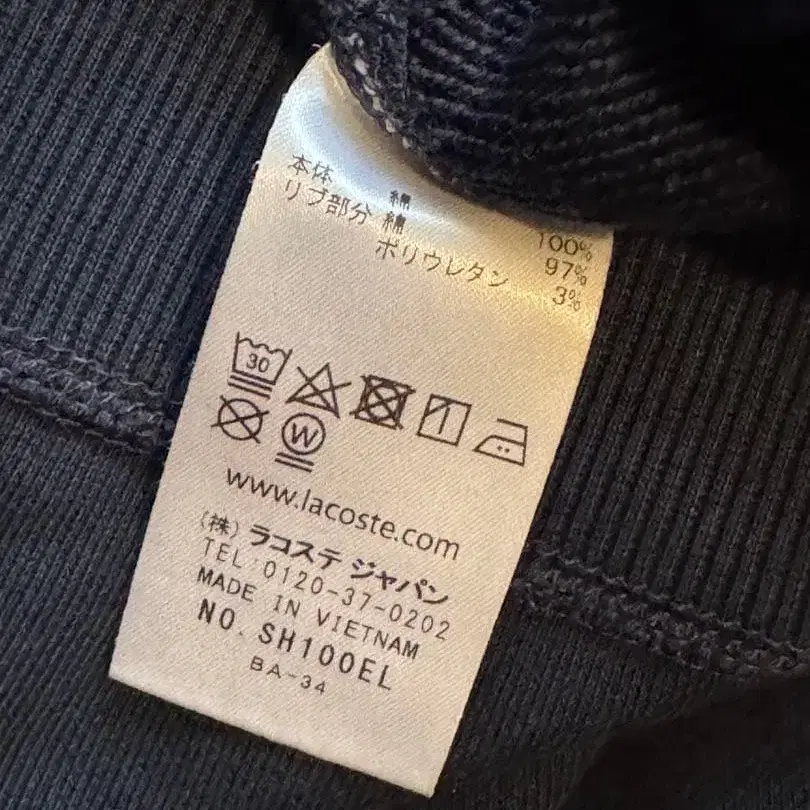 本体 綿 100%
リブ部分 綿 97%
ポリウレタン 3%
30
W
www.lacoste.com
(株) ラコステ ジャパン
TEL 0120-37-0202
MADE IN VIETNAM
NO. SH100EL
BA-34